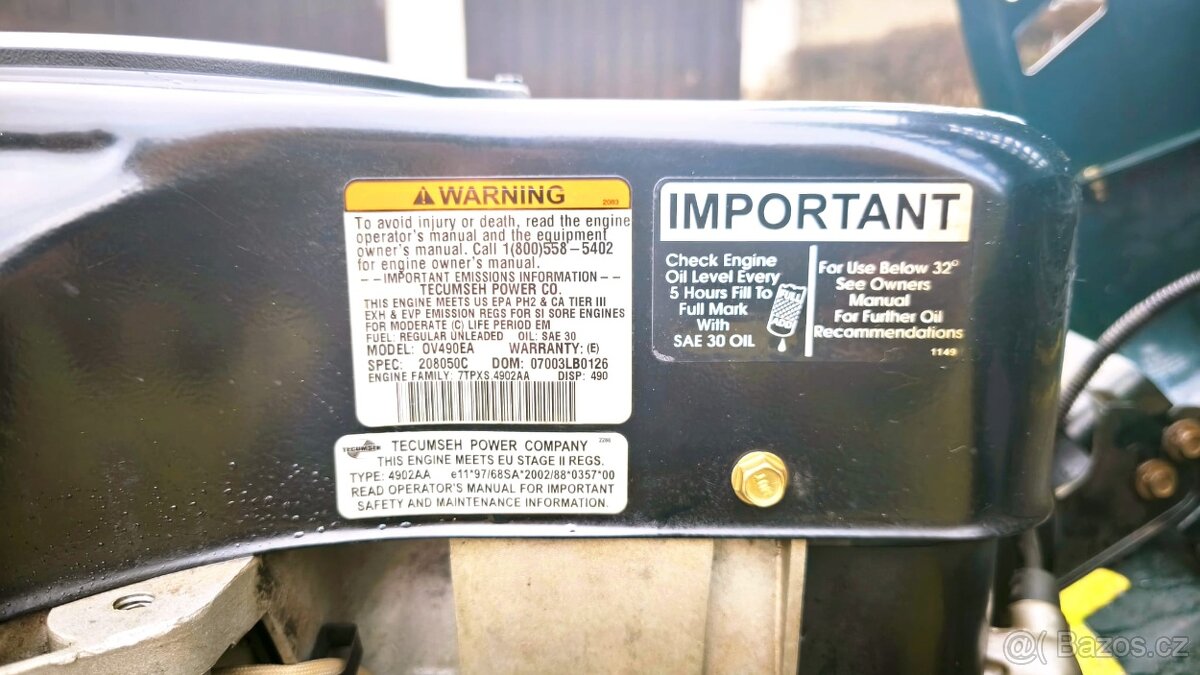 WARNING
2083
To avoid injury or death, read the engine
operator's manual and the equipment
owner's manual. Call 1(800)558-5402
for engine owner's manual.
--IMPORTANT EMISSIONS INFORMATION--
TECUMSEH POWER CO.
THIS ENGINE MEETS US EPA PH2 & CA TIER III
EXH & EVP EMISSION REGS FOR SI SORE ENGINES
FOR MODERATE (C) LIFE PERIOD EM
FUEL: REGULAR UNLEADED OIL: SAE 30
MODEL: OV490EA WARRANTY:(E)
SPEC: 208050C DOM: 07003LB0126
ENGINE FAMILY: 7TPXS.4902AA DISP: 490
TECUMSEH
TECUMSEH POWER COMPANY
THIS ENGINE MEETS EU STAGE II REGS.
TYPE: 4902AA e11*97/68SA*2002/88*0357*00
READ OPERATOR'S MANUAL FOR IMPORTANT
SAFETY AND MAINTENANCE INFORMATION.
IMPORTANT
Check Engine
Oil Level Every
5 Hours Fill To
Full Mark
With
SAE 30 OIL
FULL
ADD
For Use Below 32°
See Owners
Manual
For Further Oil
Recommendations
1149
Bazos.cz